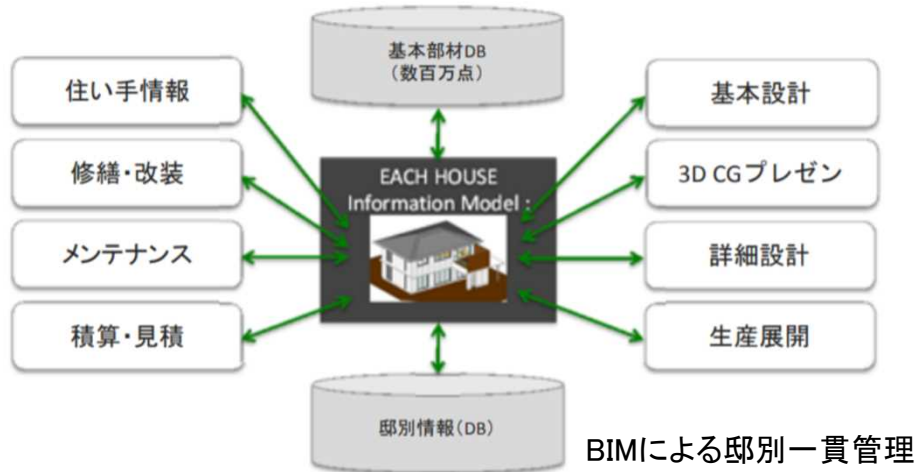 基本部材DB
（数百万点）
住い手情報
修繕・改装
メンテナンス
積算・見積
EACH HOUSE
Information Model :
基本設計
3D CGプレゼン
詳細設計
生産展開
邸別情報（DB）
BIMによる邸別一貫管理